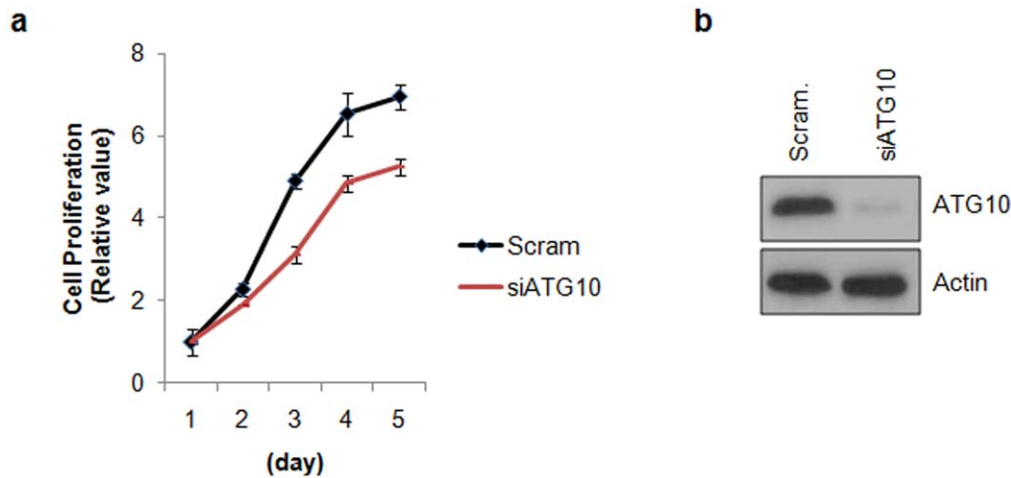 a
b
8
6
4
2
0
Cell Proliferation
(Relative value)
1 2 3 4 5
(day)
Scram
siATG10
Scram.
siATG10
ATG10
Actin